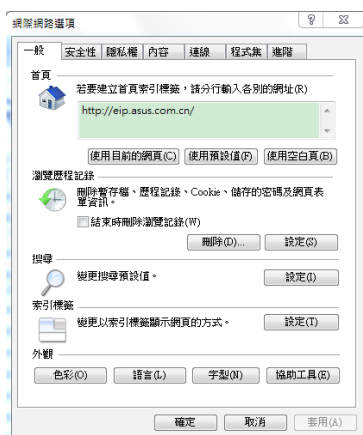 網際網路選項
一般 安全性 隱私權 內容 連線 程式集 進階
首頁
若要建立首頁索引標籤，請分行輸入各別的網址(R)
http://eip.asus.com.cn/
使用目前的網頁(C) 使用預設值(F) 使用空白頁(B)
瀏覽歷程記錄
刪除暫存檔、歷程記錄、Cookie、儲存的密碼及網頁表
單資訊。
結束時刪除瀏覽記錄(W)
刪除(D)... 設定(S)
搜尋
變更搜尋預設值。 設定(I)
索引標籤
變更以索引標籤顯示網頁的方式。 設定(T)
外觀
色彩(O) 語言(L) 字型(N) 協助工具(E)
確定 取消 套用(A)